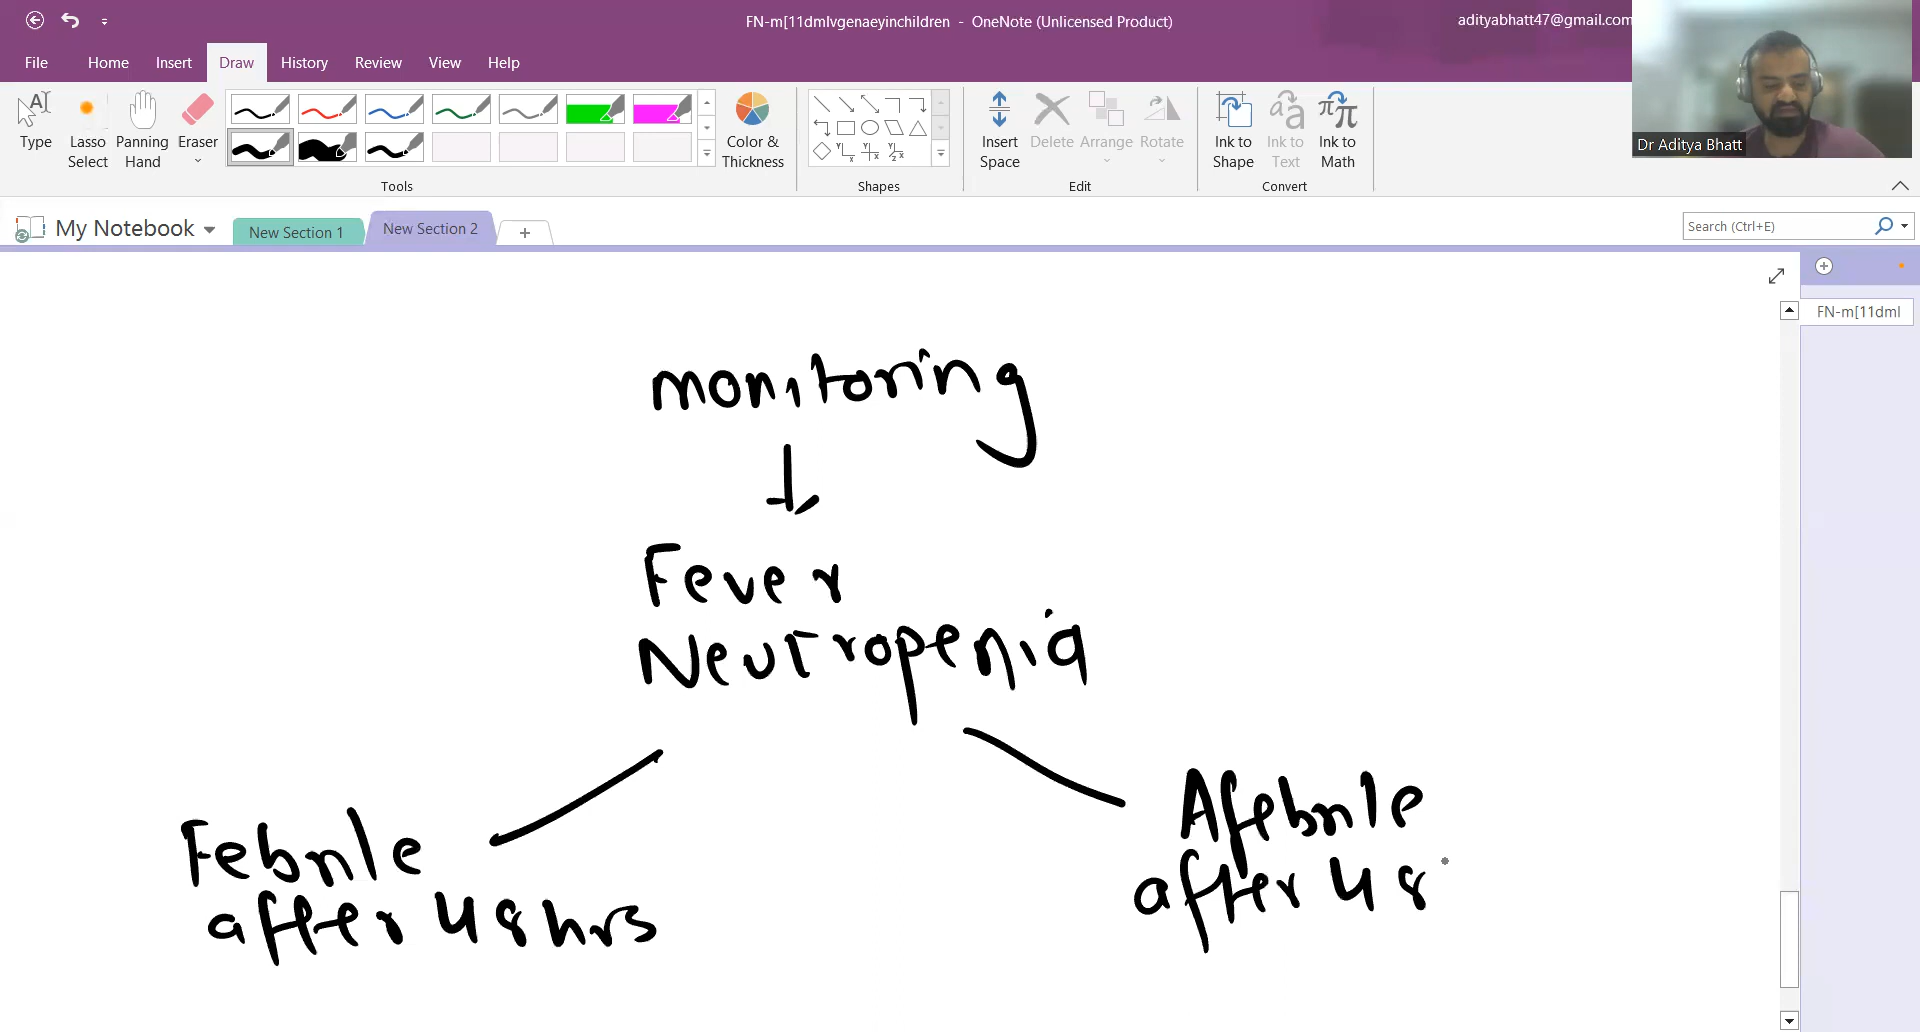 FN-m[11dmlvgenaeyinchildren - OneNote (Unlicensed Product)
adityabhatt47@gmail.com
File Home Insert Draw History Review View Help
Type
Lasso Select
Panning Hand
Eraser
Color & Thickness
Insert Space
Delete
Arrange
Rotate
Ink to Shape
Ink to Text
Ink to Math
Dr Aditya Bhatt
Tools Shapes Edit Convert
My Notebook New Section 1 New Section 2
Search (Ctrl+E)
FN-m[11dml
monitoring
Fever
Neutropenia
Febrile
after 48hrs
Afebrile
after 48